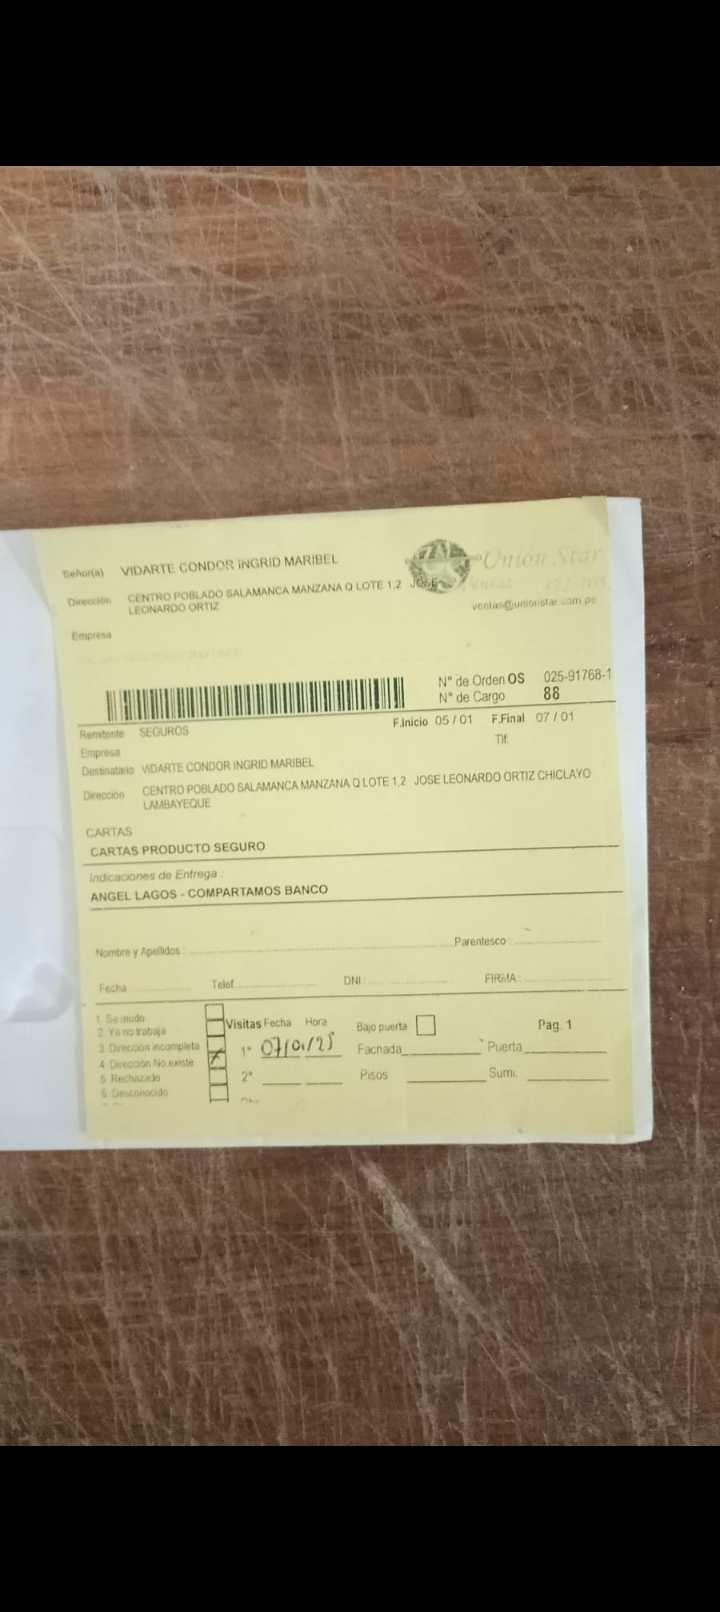 Señor(a) VIDARTE CONDOR INGRID MARIBEL
Unión Star
Dirección CENTRO POBLADO SALAMANCA MANZANA Q LOTE 1,2 JOSE
LEONARDO ORTIZ
ventas@unionstar.com.pe
Empresa
N° de Orden OS 025-91768-1
N° de Cargo 88
Remitente SEGUROS
F.Inicio 05 / 01 F.Final 07 / 01
Empresa
Tlf:
Destinatario VIDARTE CONDOR INGRID MARIBEL
Dirección CENTRO POBLADO SALAMANCA MANZANA Q LOTE 1,2 JOSE LEONARDO ORTIZ CHICLAYO
LAMBAYEQUE
CARTAS
CARTAS PRODUCTO SEGURO
Indicaciones de Entrega :
ANGEL LAGOS - COMPARTAMOS BANCO
Nombre y Apellidos : Parentesco :
Fecha Telef. DNI : FIRMA :
1. Se mudo
2. Ya no trabaja
3. Dirección incompleta
4. Dirección No existe
5. Rechazado
6. Desconocido
Visitas Fecha Hora Bajo puerta Pag. 1
1° 07/01/25 Fachada Puerta
2° Pisos Sumi.